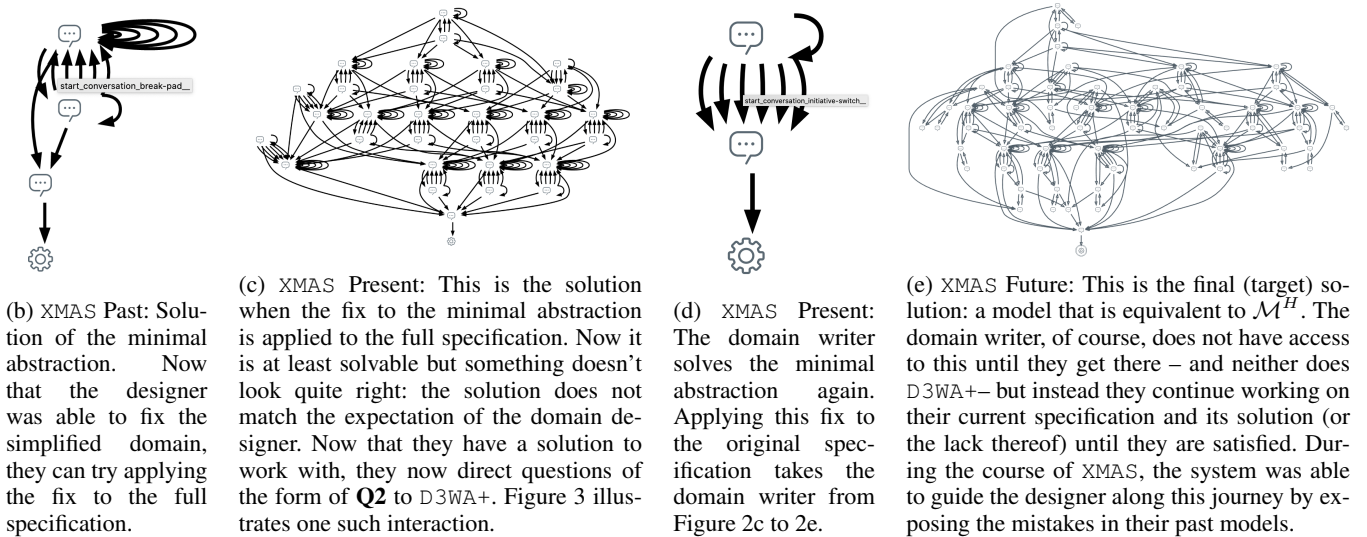 start_conversation_break-pad__
start_conversation_initiative-switch__
(b) XMAS Past: Solu-
tion of the minimal
abstraction. Now
that the designer
was able to fix the
simplified domain,
they can try applying
the fix to the full
specification.
(c) XMAS Present: This is the solution
when the fix to the minimal abstraction
is applied to the full specification. Now it
is at least solvable but something doesn't
look quite right: the solution does not
match the expectation of the domain de-
signer. Now that they have a solution to
work with, they now direct questions of
the form of Q2 to D3WA+. Figure 3 illus-
trates one such interaction.
(d) XMAS Present:
The domain writer
solves the minimal
abstraction again.
Applying this fix to
the original spec-
ification takes the
domain writer from
Figure 2c to 2e.
(e) XMAS Future: This is the final (target) so-
lution: a model that is equivalent to ℳᴴ. The
domain writer, of course, does not have access
to this until they get there – and neither does
D3WA+– but instead they continue working on
their current specification and its solution (or
the lack thereof) until they are satisfied. Dur-
ing the course of XMAS, the system was able
to guide the designer along this journey by ex-
posing the mistakes in their past models.